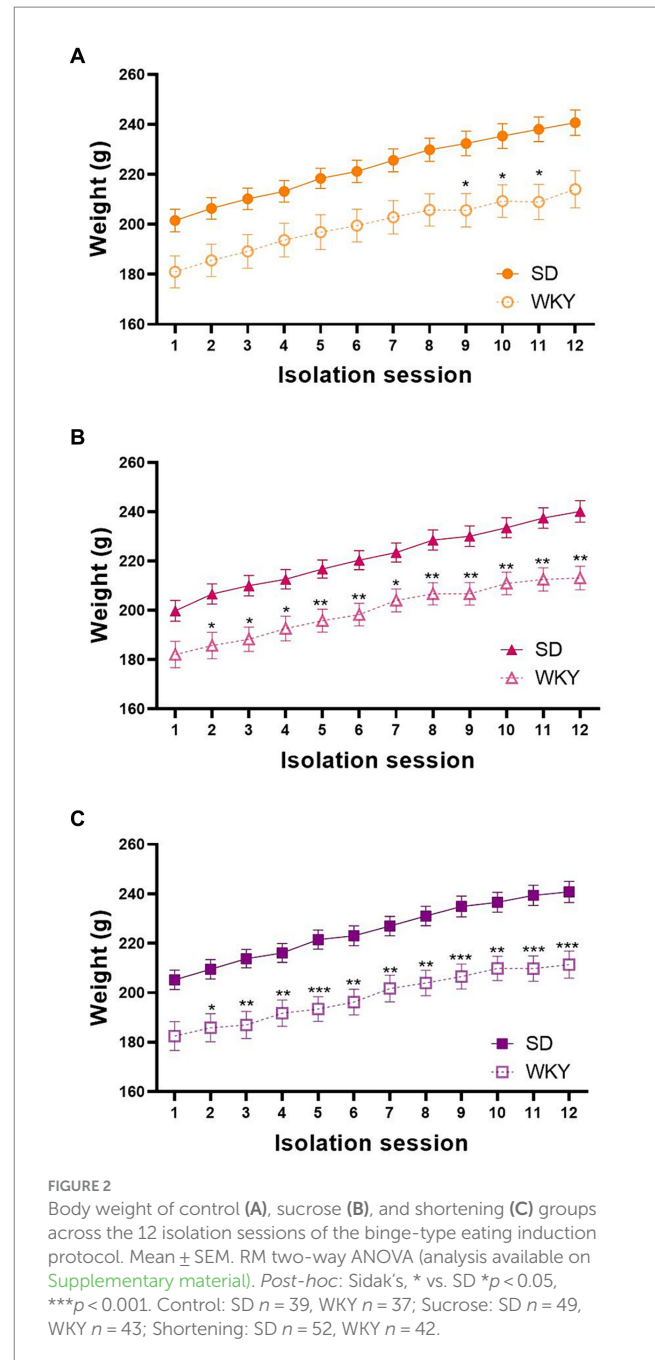 A
260
240
220
200
180
160
Weight (g)
* * *
SD
WKY
1 2 3 4 5 6 7 8 9 10 11 12
Isolation session
B
260
240
220
200
180
160
Weight (g)
* * * ** ** * ** ** ** ** **
SD
WKY
1 2 3 4 5 6 7 8 9 10 11 12
Isolation session
C
260
240
220
200
180
160
Weight (g)
* ** ** *** ** ** ** *** ** *** ***
SD
WKY
1 2 3 4 5 6 7 8 9 10 11 12
Isolation session
FIGURE 2
Body weight of control (A), sucrose (B), and shortening (C) groups
across the 12 isolation sessions of the binge-type eating induction
protocol. Mean ± SEM. RM two-way ANOVA (analysis available on
Supplementary material). Post-hoc: Sidak’s, * vs. SD *p < 0.05,
***p < 0.001. Control: SD n = 39, WKY n = 37; Sucrose: SD n = 49,
WKY n = 43; Shortening: SD n = 52, WKY n = 42.